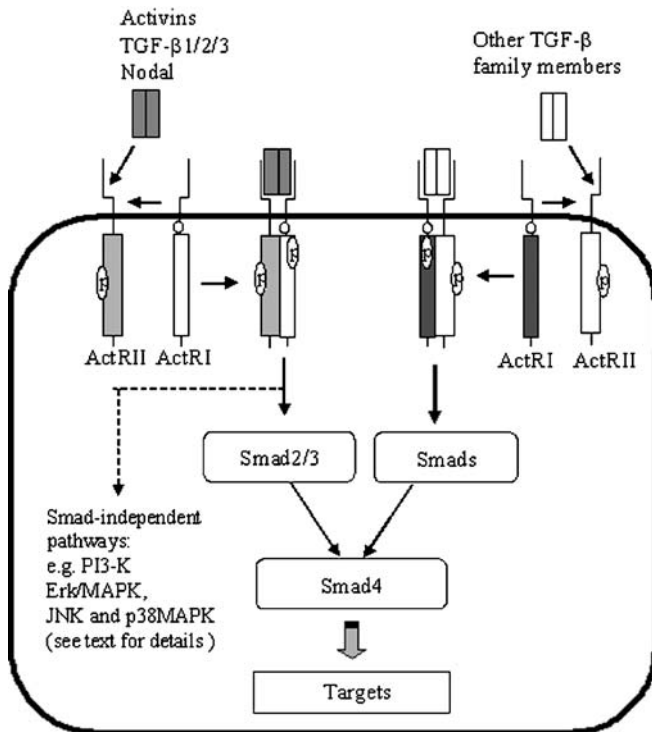 Activins
TGF-β1/2/3
Nodal
Other TGF-β
family members
p
p
p
p
p
p
ActRII
ActRI
ActRI
ActRII
Smad2/3
Smads
Smad-independent
pathways:
e.g. PI3-K
Erk/MAPK,
JNK and p38MAPK
(see text for details )
Smad4
Targets